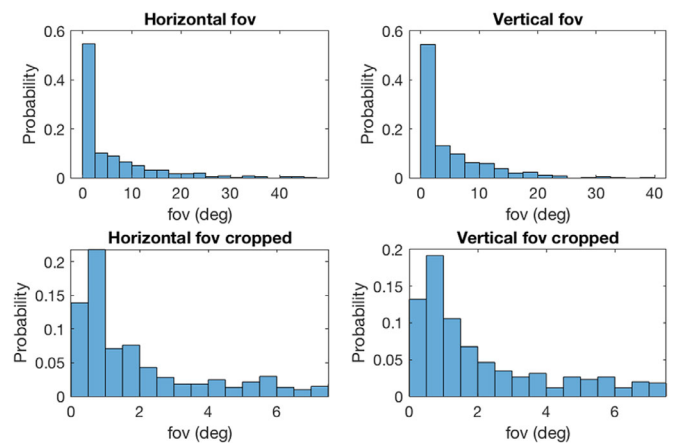 Horizontal fov
0.6
0.4
0.2
0
Probability
0 10 20 30 40
fov (deg)
Vertical fov
0.6
0.4
0.2
0
Probability
0 10 20 30 40
fov (deg)
Horizontal fov cropped
0.2
0.15
0.1
0.05
0
Probability
0 2 4 6
fov (deg)
Vertical fov cropped
0.2
0.15
0.1
0.05
0
Probability
0 2 4 6
fov (deg)